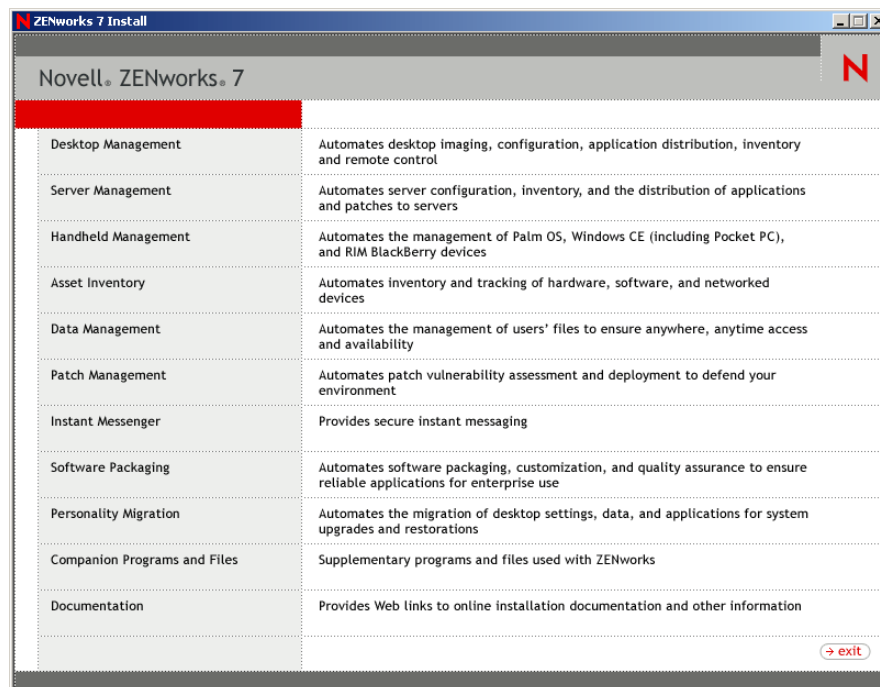 N ZENworks 7 Install
Novell® ZENworks® 7
N
Desktop Management
Automates desktop imaging, configuration, application distribution, inventory
and remote control
Server Management
Automates server configuration, inventory, and the distribution of applications
and patches to servers
Handheld Management
Automates the management of Palm OS, Windows CE (including Pocket PC),
and RIM BlackBerry devices
Asset Inventory
Automates inventory and tracking of hardware, software, and networked
devices
Data Management
Automates the management of users’ files to ensure anywhere, anytime access
and availability
Patch Management
Automates patch vulnerability assessment and deployment to defend your
environment
Instant Messenger
Provides secure instant messaging
Software Packaging
Automates software packaging, customization, and quality assurance to ensure
reliable applications for enterprise use
Personality Migration
Automates the migration of desktop settings, data, and applications for system
upgrades and restorations
Companion Programs and Files
Supplementary programs and files used with ZENworks
Documentation
Provides Web links to online installation documentation and other information
exit